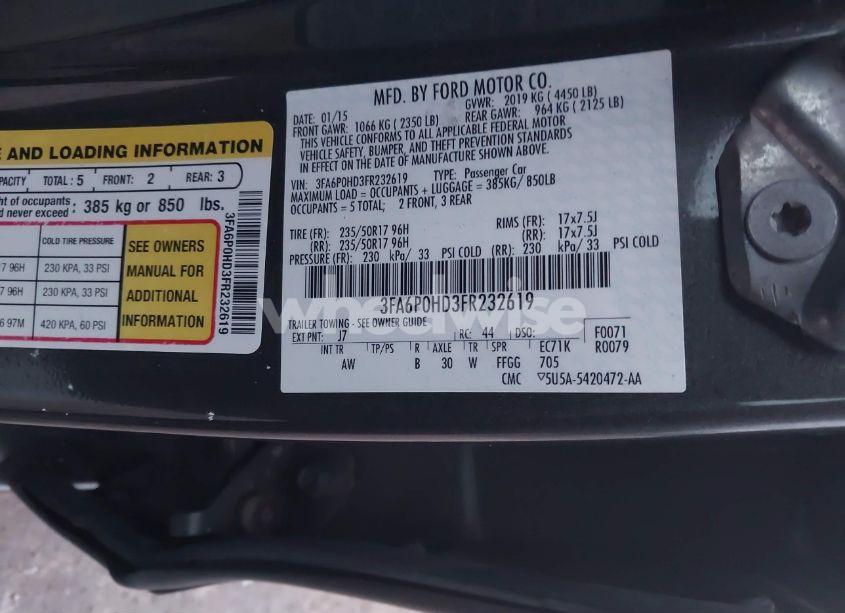 E AND LOADING INFORMATION
PACITY TOTAL: 5 FRONT: 2 REAR: 3
of occupants
d never exceed: 385 kg or 850 lbs.
COLD TIRE PRESSURE
96H 230 KPA, 33 PSI
96H 230 KPA, 33 PSI
97M 420 KPA, 60 PSI
SEE OWNERS
MANUAL FOR
ADDITIONAL
INFORMATION
3FA6P0HD3FR232619
MFD. BY FORD MOTOR CO.
DATE: 01/15 GVWR: 2019 KG ( 4450 LB)
FRONT GAWR: 1066 KG ( 2350 LB) REAR GAWR: 964 KG ( 2125 LB)
THIS VEHICLE CONFORMS TO ALL APPLICABLE FEDERAL MOTOR
VEHICLE SAFETY, BUMPER, AND THEFT PREVENTION STANDARDS
IN EFFECT ON THE DATE OF MANUFACTURE SHOWN ABOVE.
VIN: 3FA6P0HD3FR232619 TYPE: Passenger Car
MAXIMUM LOAD = OCCUPANTS + LUGGAGE = 385KG/ 850LB
OCCUPANTS = 5 TOTAL; 2 FRONT, 3 REAR
TIRE (FR): 235/50R17 96H RIMS (FR): 17x7.5J
(RR): 235/50R17 96H (RR): 17x7.5J
PRESSURE (FR): 230 kPa/ 33 PSI COLD (RR): 230 kPa/ 33 PSI COLD
3FA6P0HD3FR232619
TRAILER TOWING - SEE OWNER GUIDE
EXT PNT: J7 RC: 44 DSO: F0071
INT TR TP/PS R AXLE TR SPR EC71K R0079
AW B 30 W FFGG 705
CMC ▽5U5A-5420472-AA
wheelwise